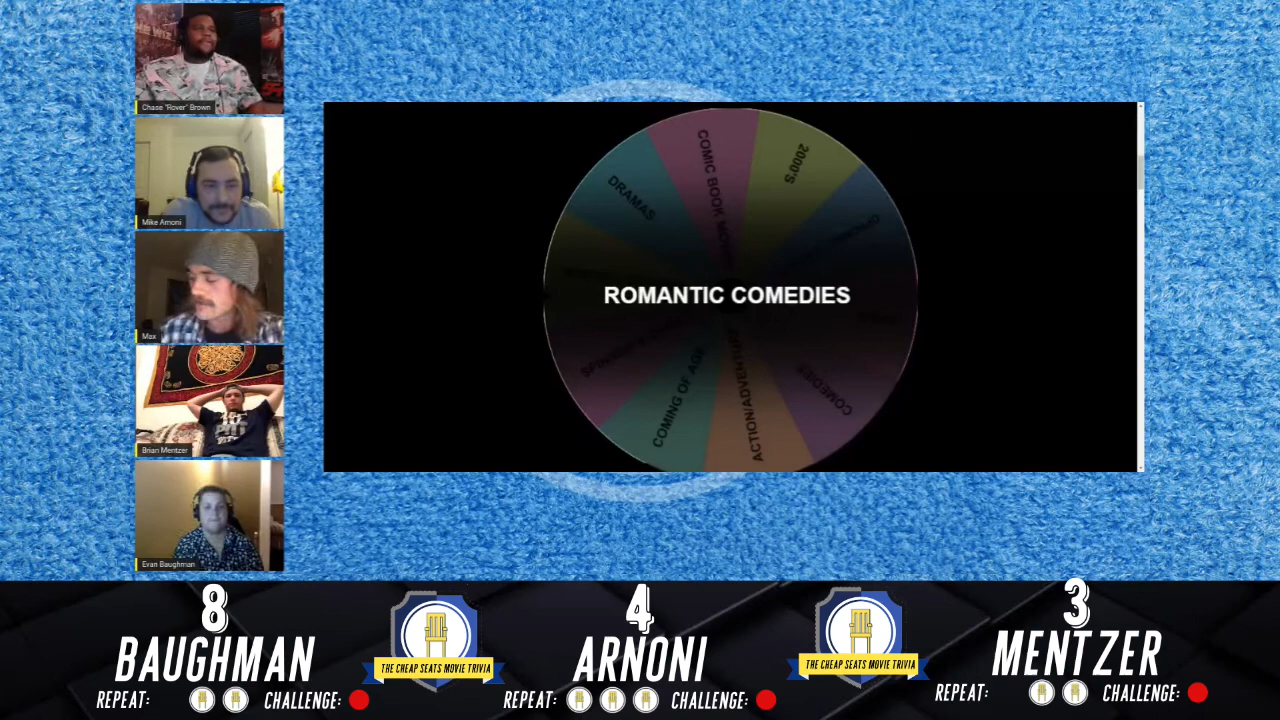 Chase "Rover" Brown
Mike Arnoni
Max
Brian Mentzer
Evan Baughman
COMIC BOOK MOVIES
2000'S
DRAMAS
ROMANTIC COMEDIES
COMEDIES
COMING OF AGE
ACTION/ADVENTURE
8
BAUGHMAN
REPEAT:
CHALLENGE:
THE CHEAP SEATS MOVIE TRIVIA
4
ARNONI
REPEAT:
CHALLENGE:
THE CHEAP SEATS MOVIE TRIVIA
3
MENTZER
REPEAT:
CHALLENGE: